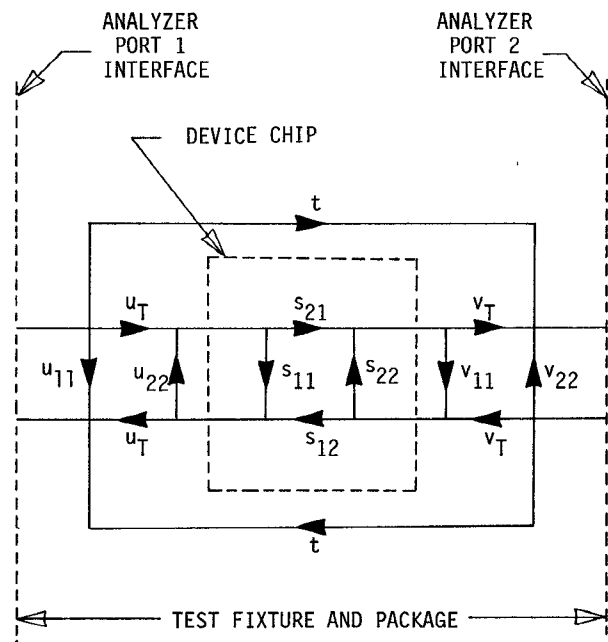 ANALYZER
PORT 1
INTERFACE
ANALYZER
PORT 2
INTERFACE
DEVICE CHIP
t
u_T
s_21
v_T
u_11
u_22
s_11
s_22
v_11
v_22
u_T
s_12
v_T
t
TEST FIXTURE AND PACKAGE